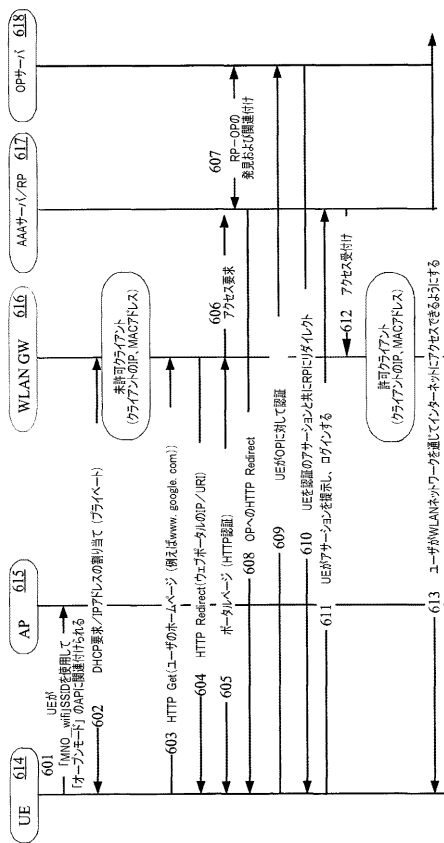 UE 614
AP 615
WLAN GW 616
AAAサーバ/RP 617
OPサーバ 618
601
UEが
「MNO_wifi」SSIDを使用して
「オープンモード」のAPに関連付けられる
602 DHCP要求/IPアドレスの割り当て (プライベート)
未許可クライアント
(クライアントのIP、MACアドレス)
603 HTTP Get(ユーザのホームページ (例えばwww. google. com))
604 HTTP Redirect(ウェブポータルのIP/URI)
605 ポータルページ (HTTP認証)
606
アクセス要求
607
RP-OPの
発見および関連付け
608 OPへのHTTP Redirect
609 UEがOPに対して認証
610 UEを認証のアサーションと共にRPにリダイレクト
611 UEがアサーションを提示し、ログインする
612 アクセス受付け
許可クライアント
(クライアントのIP、MACアドレス)
613 ユーザがWLANネットワークを通じてインターネットにアクセスできるようにする